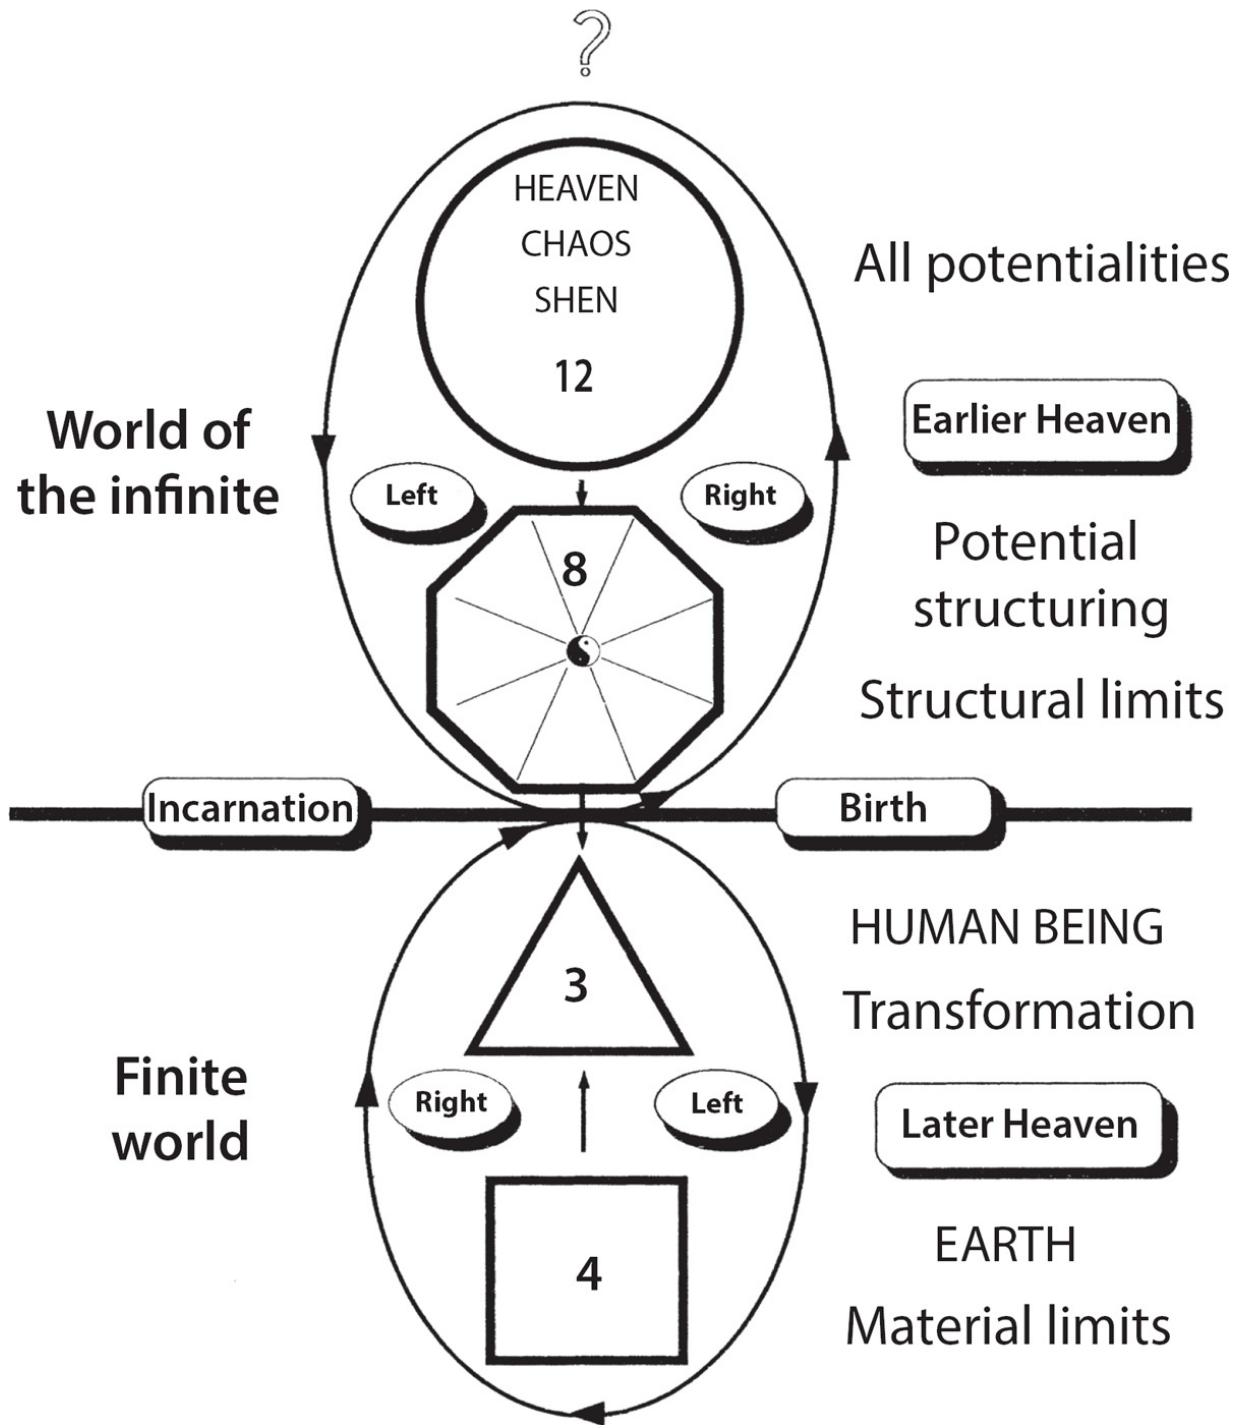 ?
HEAVEN
CHAOS
SHEN
12
All potentialities
Earlier Heaven
World of
the infinite
Left
Right
8
Potential
structuring
Structural limits
Incarnation
Birth
3
HUMAN BEING
Transformation
Finite
world
Right
Left
Later Heaven
4
EARTH
Material limits